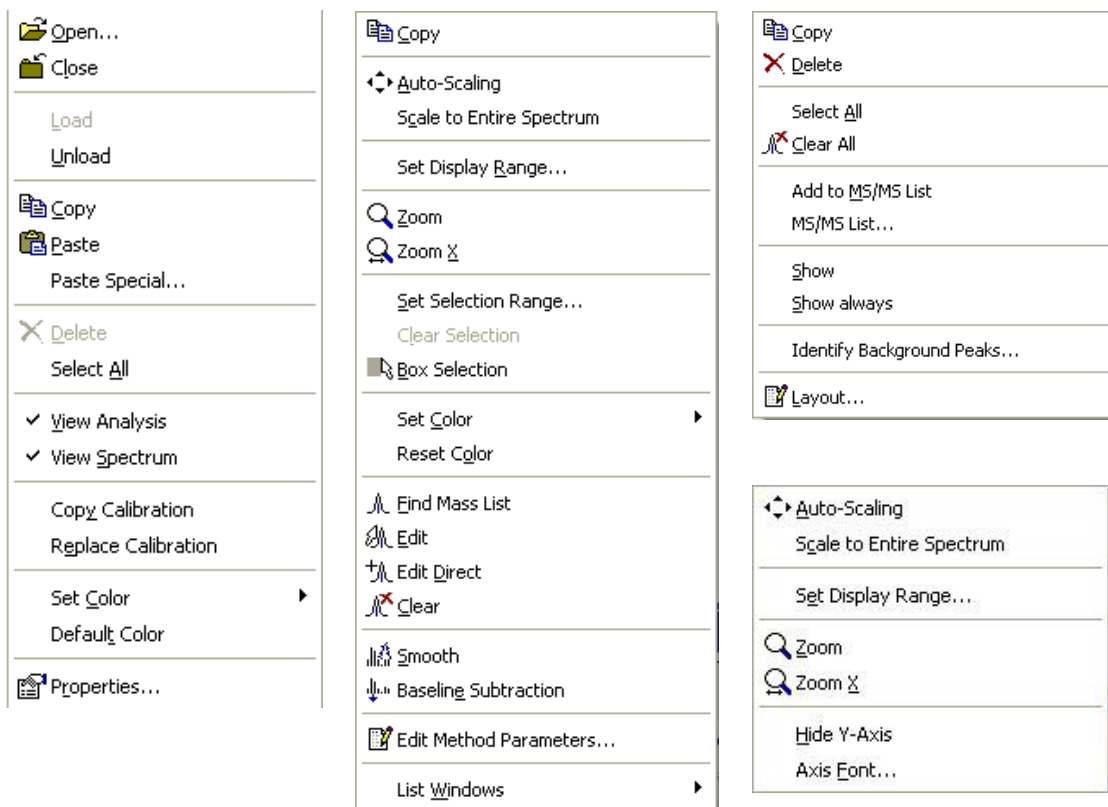 Open...
Close
Load
Unload
Copy
Paste
Paste Special...
Delete
Select All
View Analysis
View Spectrum
Copy Calibration
Replace Calibration
Set Color
Default Color
Properties...
Copy
Auto-Scaling
Scale to Entire Spectrum
Set Display Range...
Zoom
Zoom X
Set Selection Range...
Clear Selection
Box Selection
Set Color
Reset Color
Find Mass List
Edit
Edit Direct
Clear
Smooth
Baseline Subtraction
Edit Method Parameters...
List Windows
Copy
Delete
Select All
Clear All
Add to MS/MS List
MS/MS List...
Show
Show always
Identify Background Peaks...
Layout...
Auto-Scaling
Scale to Entire Spectrum
Set Display Range...
Zoom
Zoom X
Hide Y-Axis
Axis Font...